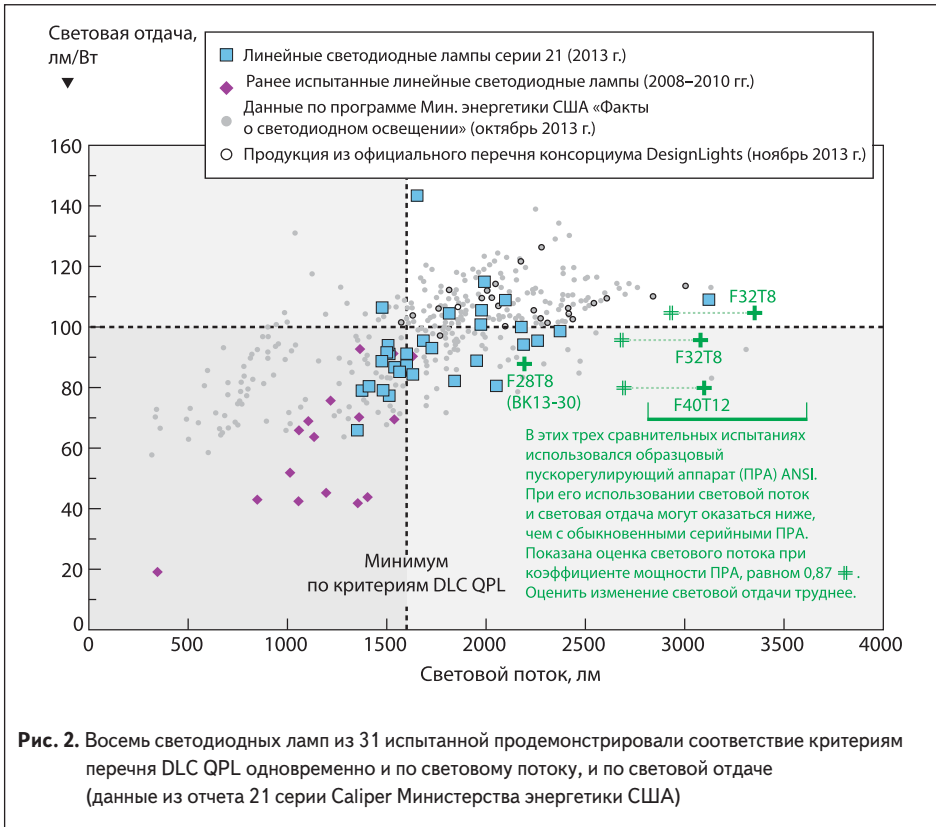 Световая отдача,
лм/Вт
Линейные светодиодные лампы серии 21 (2013 г.)
Ранее испытанные линейные светодиодные лампы (2008–2010 гг.)
Данные по программе Мин. энергетики США «Факты
о светодиодном освещении» (октябрь 2013 г.)
Продукция из официального перечня консорциума DesignLights (ноябрь 2013 г.)
160
140
120
100
80
60
40
20
0
F32T8
F32T8
F28T8
(ВК13-30)
F40T12
В этих трех сравнительных испытаниях
использовался образцовый
пускорегулирующий аппарат (ПРА) ANSI.
При его использовании световой поток
и световая отдача могут оказаться ниже,
чем с обыкновенными серийными ПРА.
Показана оценка светового потока при
коэффициенте мощности ПРА, равном 0,87 ⋕ .
Оценить изменение световой отдачи труднее.
Минимум
по критериям DLC QPL
0 500 1000 1500 2000 2500 3000 3500 4000
Световой поток, лм
Рис. 2. Восемь светодиодных ламп из 31 испытанной продемонстрировали соответствие критериям
перечня DLC QPL одновременно и по световому потоку, и по световой отдаче
(данные из отчета 21 серии Caliper Министерства энергетики США)